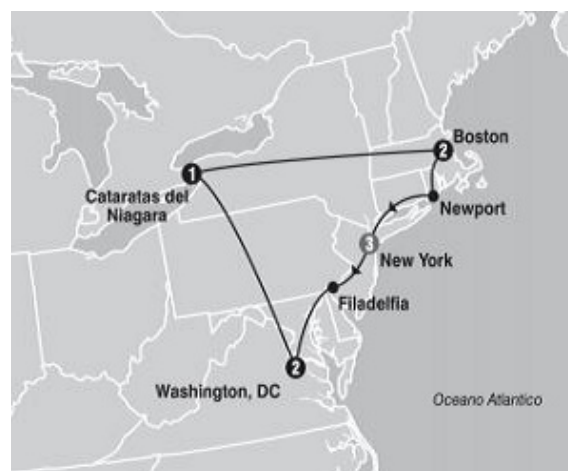 Boston
2
1
Cataratas del
Niagara
Newport
3
New York
Filadelfia
2
Washington, DC
Oceano Atlantico